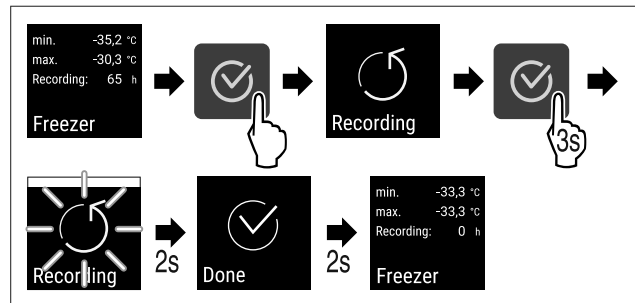 min. -35,2 °C
max. -30,3 °C
Recording: 65 h
Freezer
Recording
3s
Recording
2s
Done
2s
min. -33,3 °C
max. -33,3 °C
Recording: 0 h
Freezer